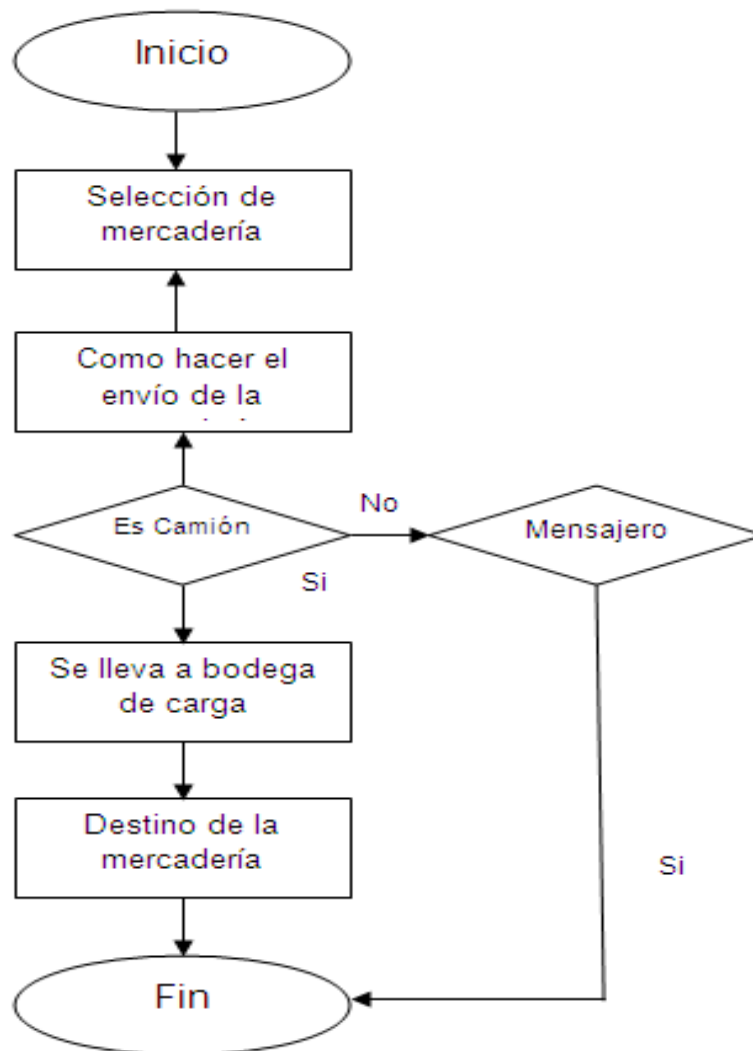 Inicio
Selección de
mercadería
Como hacer el
envío de la
Es Camión
No
Mensajero
Si
Se lleva a bodega
de carga
Destino de la
mercadería
Si
Fin